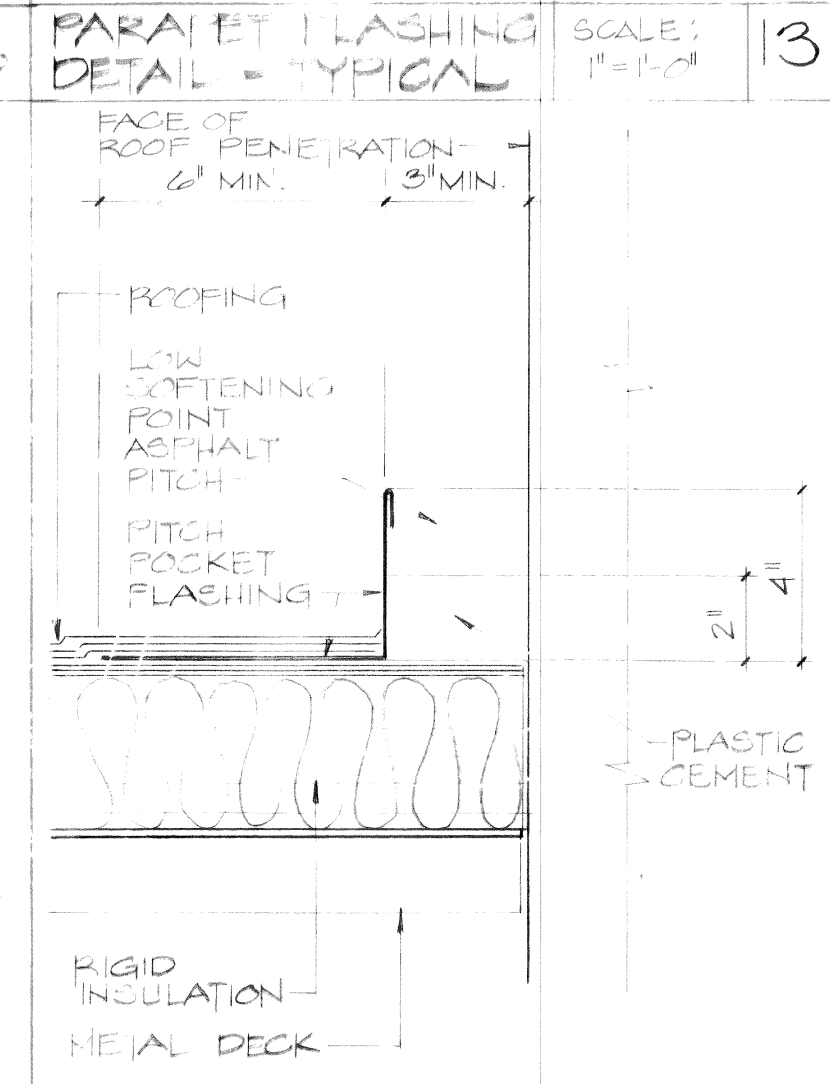 PARAPET FLASHING
DETAIL - TYPICAL
SCALE:
1" = 1'-0"
13
FACE OF
ROOF PENETRATION
6" MIN.
3" MIN.
ROOFING
LOW
SOFTENING
POINT
ASPHALT
PITCH
PITCH
POCKET
FLASHING
2"
4"
PLASTIC
CEMENT
RIGID
INSULATION
METAL DECK